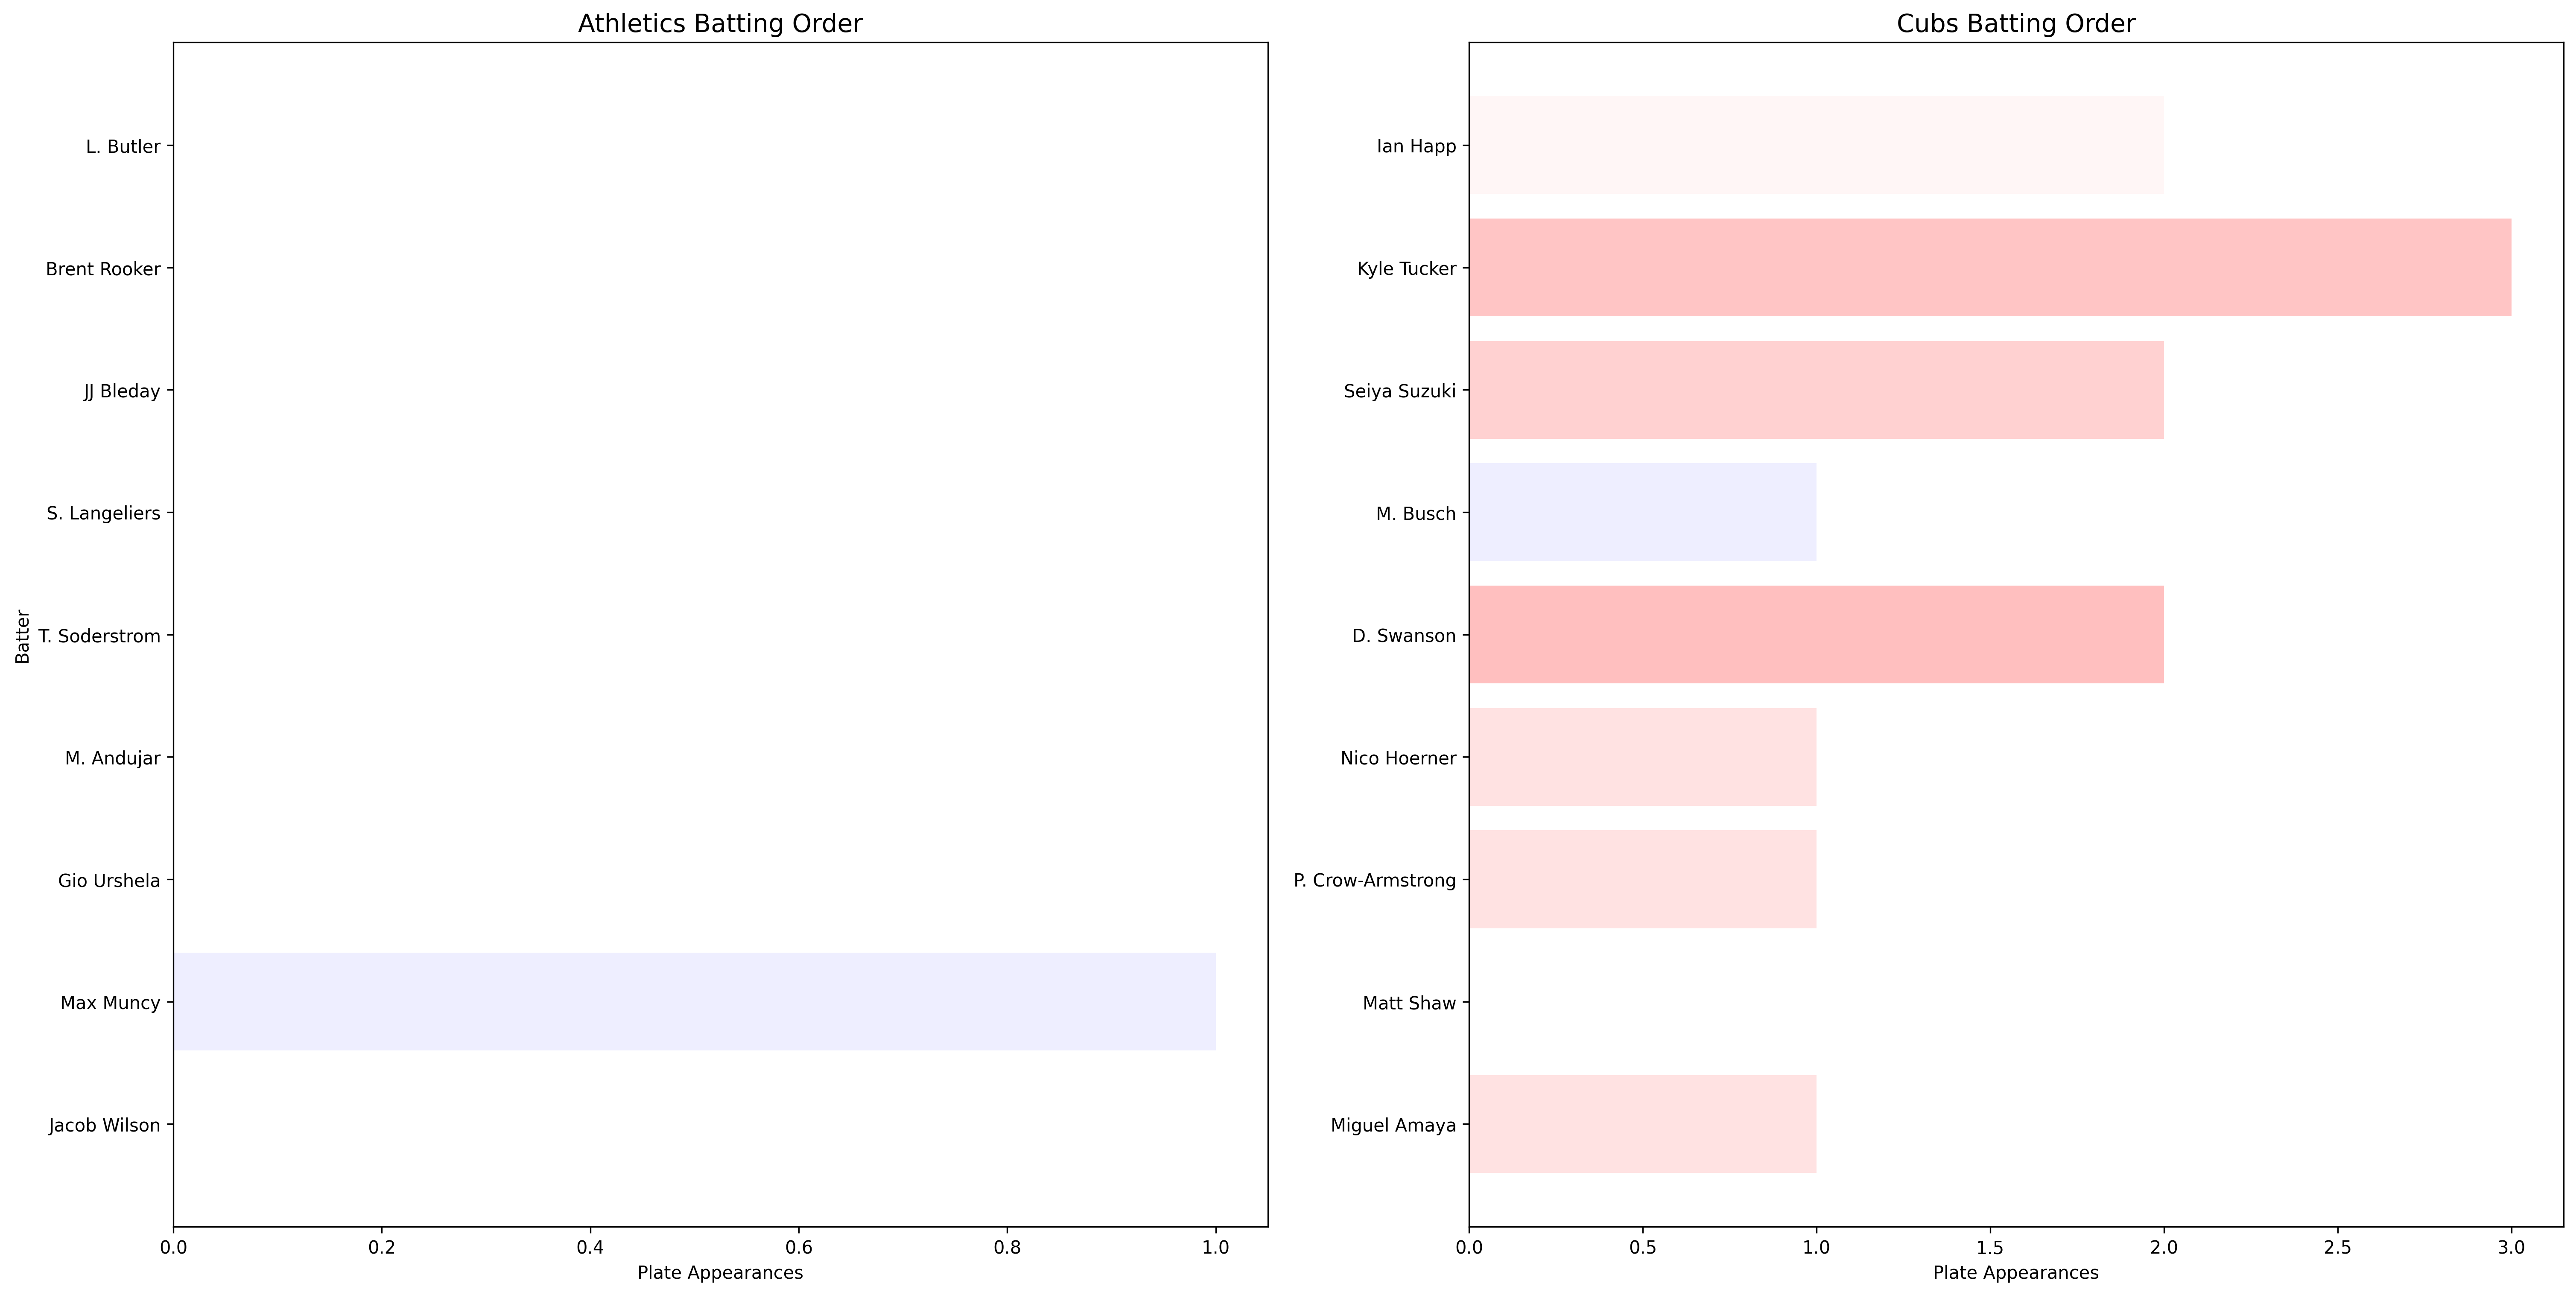 Athletics Batting Order
Batter
L. Butler
Brent Rooker
JJ Bleday
S. Langeliers
T. Soderstrom
M. Andujar
Gio Urshela
Max Muncy
Jacob Wilson
0.0 0.2 0.4 0.6 0.8 1.0
Plate Appearances
Cubs Batting Order
Ian Happ
Kyle Tucker
Seiya Suzuki
M. Busch
D. Swanson
Nico Hoerner
P. Crow-Armstrong
Matt Shaw
Miguel Amaya
0.0 0.5 1.0 1.5 2.0 2.5 3.0
Plate Appearances